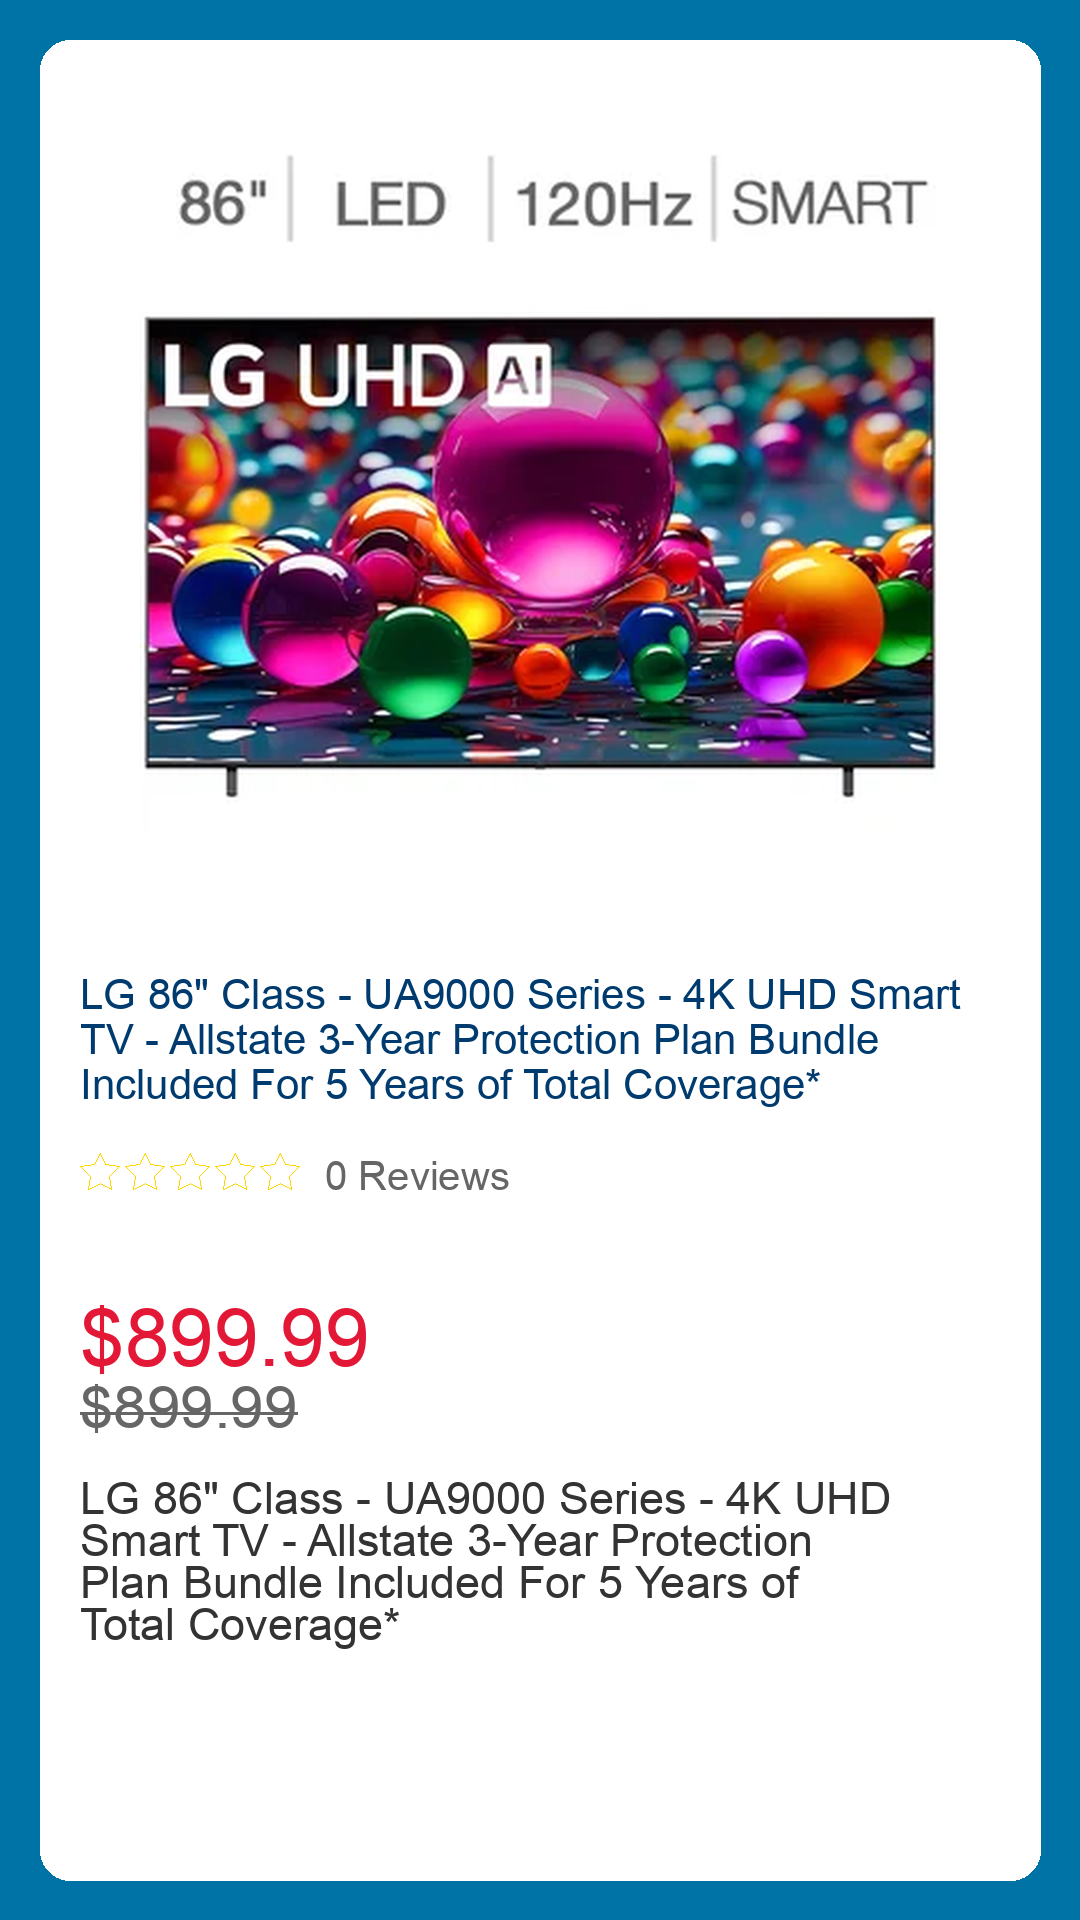 86" LED 120Hz SMART
LG UHD AI
LG 86" Class - UA9000 Series - 4K UHD Smart
TV - Allstate 3-Year Protection Plan Bundle
Included For 5 Years of Total Coverage*
0 Reviews
$899.99
$899.99
LG 86" Class - UA9000 Series - 4K UHD
Smart TV - Allstate 3-Year Protection
Plan Bundle Included For 5 Years of
Total Coverage*